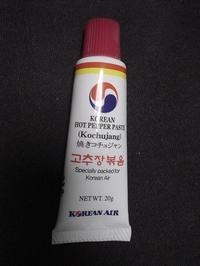 KOREAN
HOT PEPPER PASTE
(Kochujang)
焼きコチュジャン
고추장볶음
Specially packed for
Korean Air
NET WT. 20g
KOREAN AIR